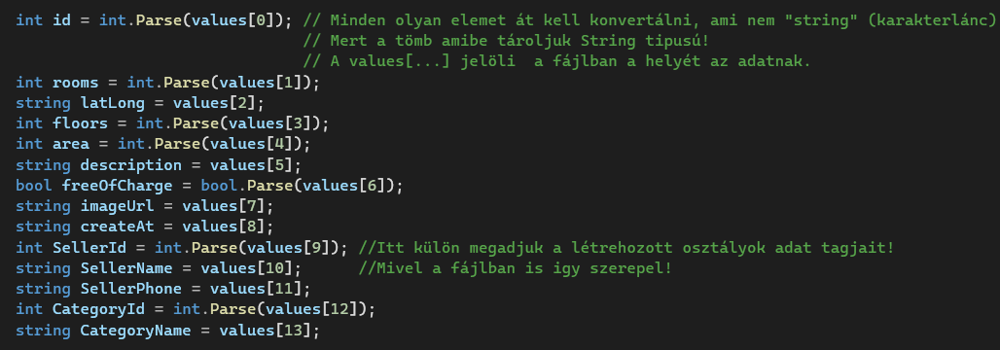 int id = int.Parse(values[0]); // Minden olyan elemet át kell konvertálni, ami nem "string" (karakterlánc)
// Mert a tömb amibe tároljuk String tipusú!
// A values[...] jelöli  a fájlban a helyét az adatnak.
int rooms = int.Parse(values[1]);
string latLong = values[2];
int floors = int.Parse(values[3]);
int area = int.Parse(values[4]);
string description = values[5];
bool freeOfCharge = bool.Parse(values[6]);
string imageUrl = values[7];
string createAt = values[8];
int SellerId = int.Parse(values[9]); //Itt külön megadjuk a létrehozott osztályok adat tagjait!
string SellerName = values[10];      //Mivel a fájlban is igy szerepel!
string SellerPhone = values[11];
int CategoryId = int.Parse(values[12]);
string CategoryName = values[13];